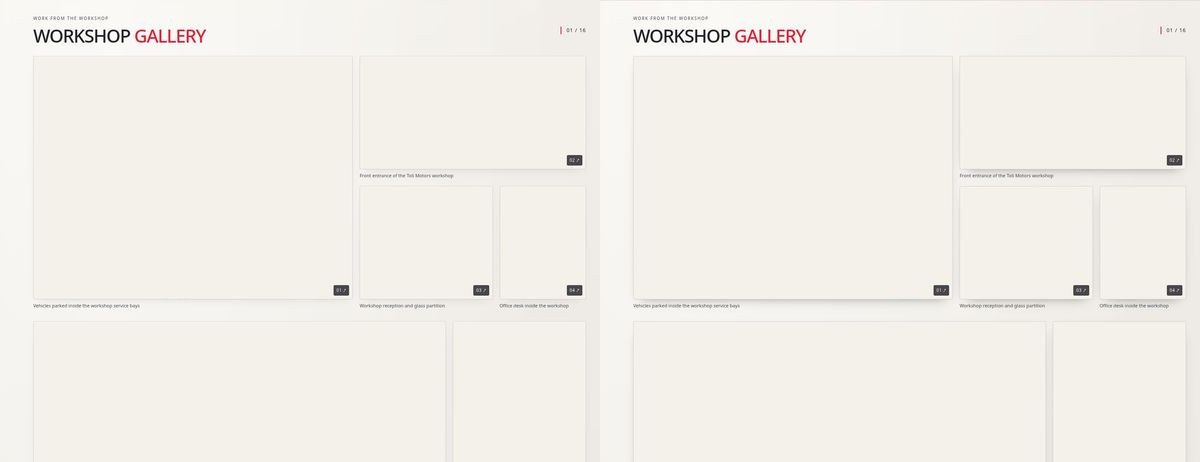 WORK FROM THE WORKSHOP
WORKSHOP GALLERY
01 / 16
02 ↗
Front entrance of the Toli Motors workshop
01 ↗
03 ↗
04 ↗
Vehicles parked inside the workshop service bays
Workshop reception and glass partition
Office desk inside the workshop
WORK FROM THE WORKSHOP
WORKSHOP GALLERY
01 / 16
02 ↗
Front entrance of the Toli Motors workshop
01 ↗
03 ↗
04 ↗
Vehicles parked inside the workshop service bays
Workshop reception and glass partition
Office desk inside the workshop